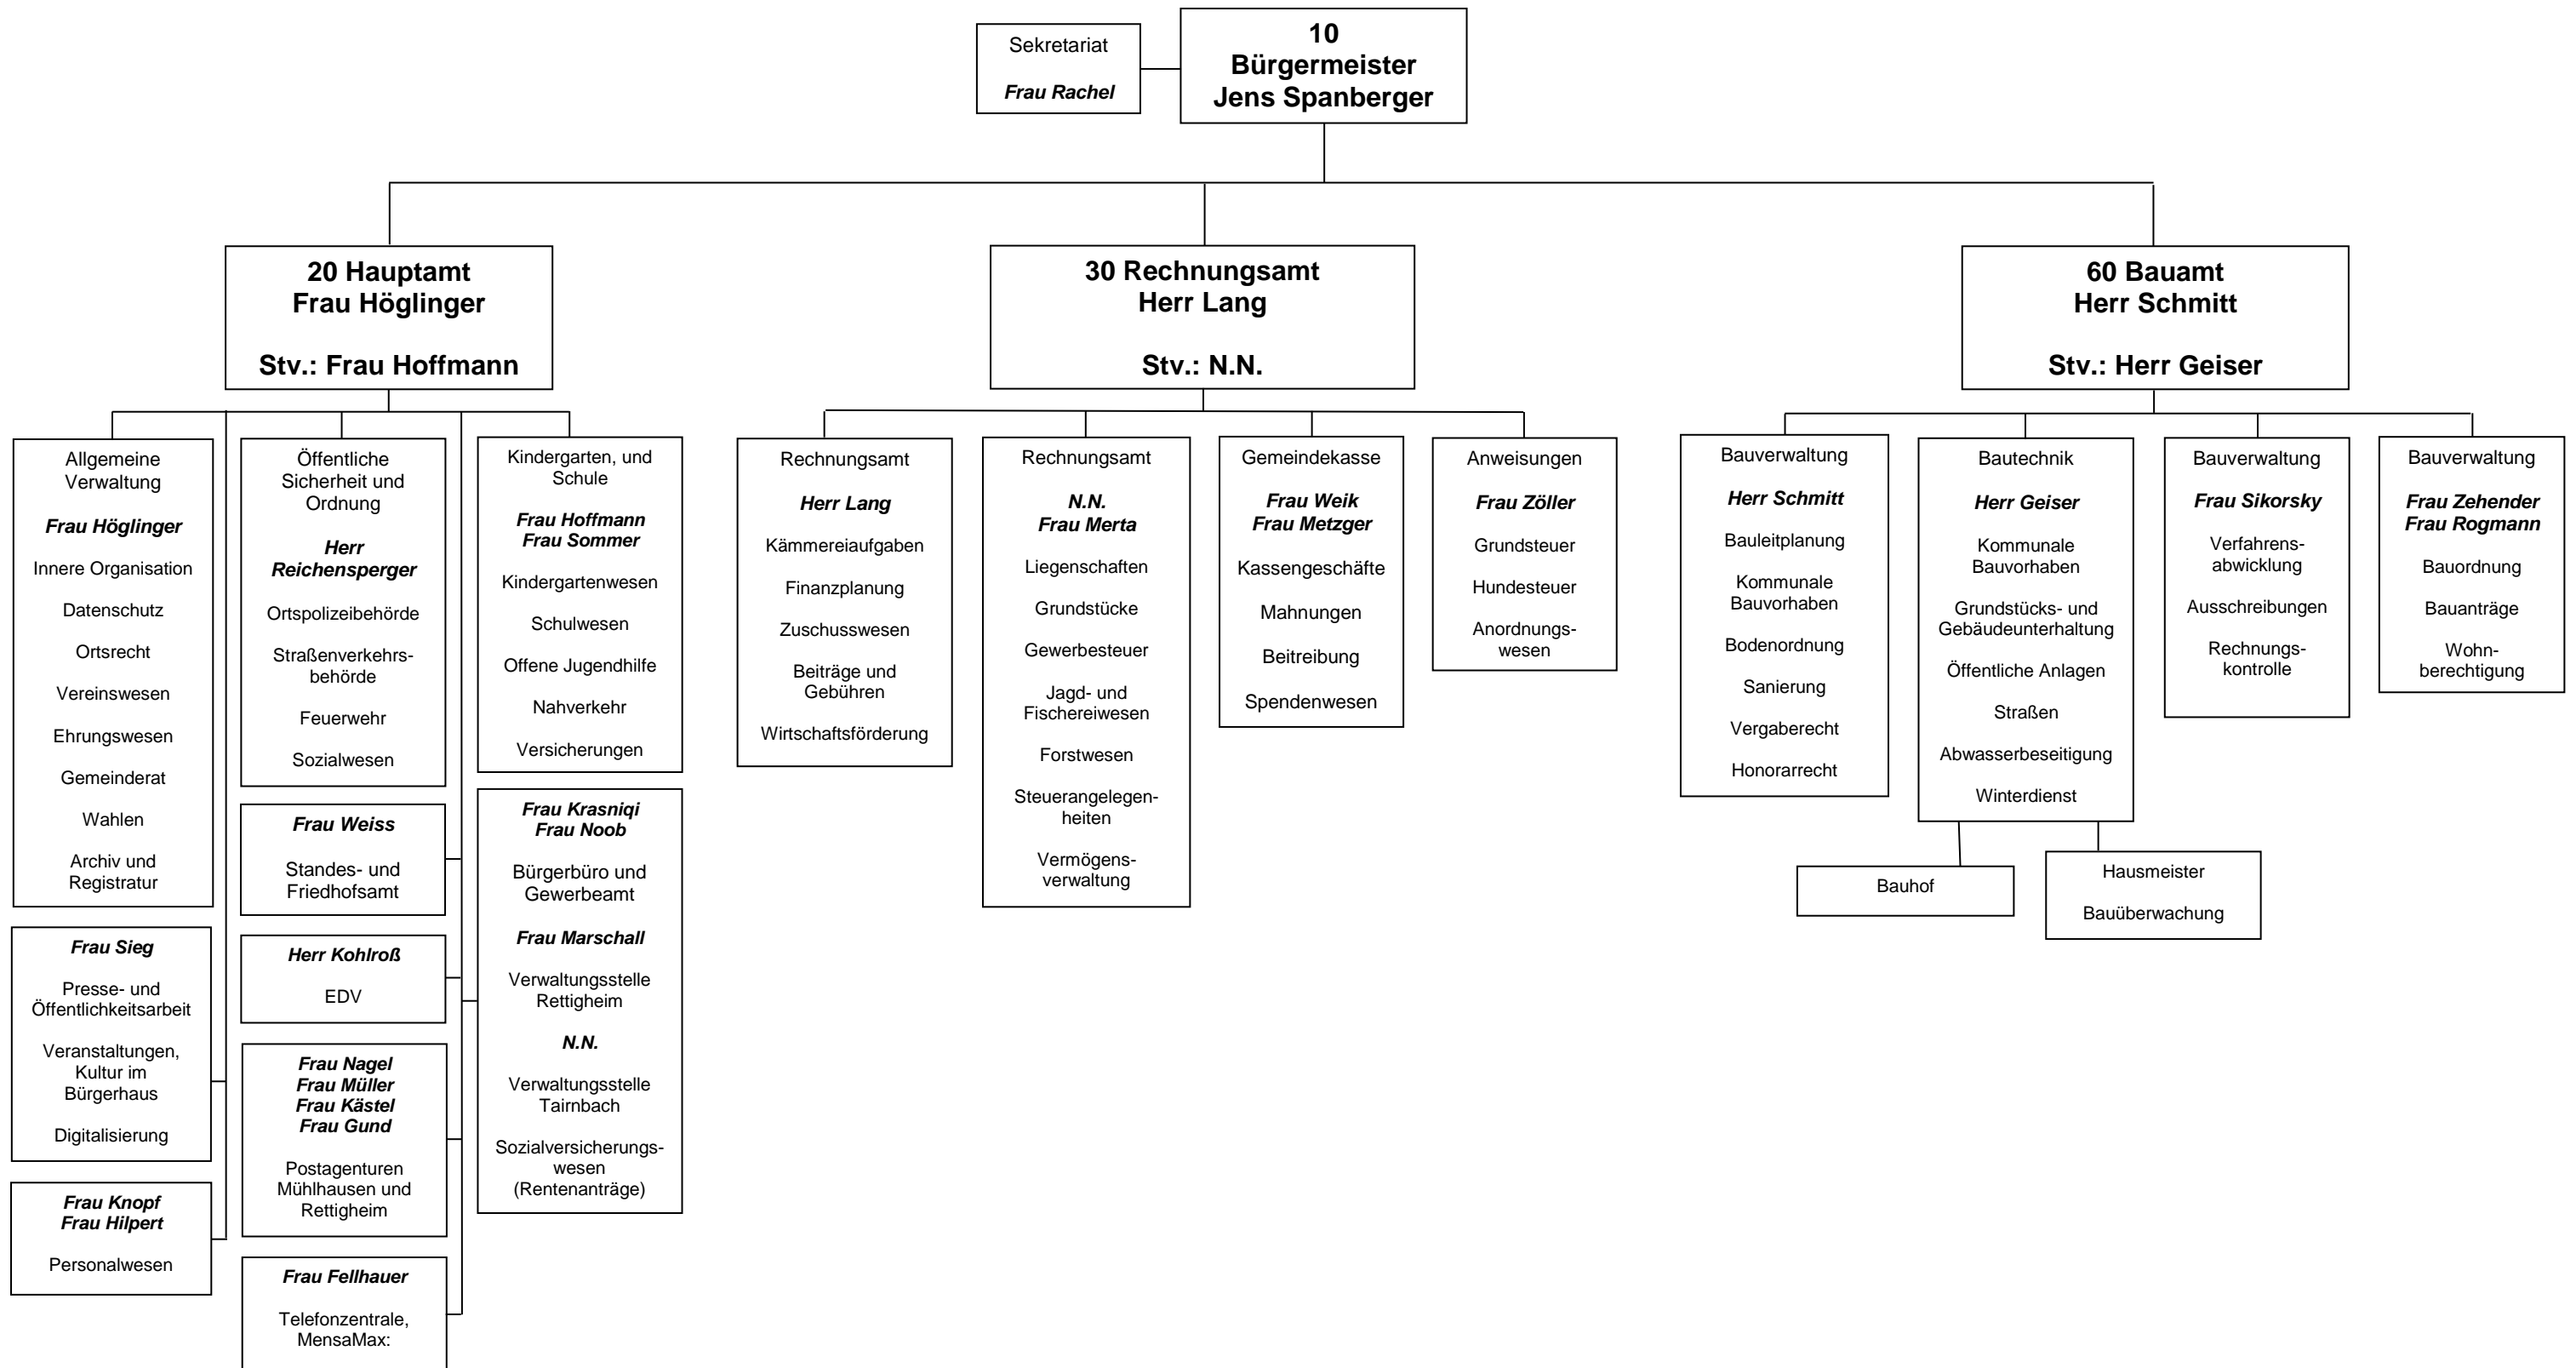 Sekretariat
Frau Rachel
10
Bürgermeister
Jens Spanberger
20 Hauptamt
Frau Höglinger
Stv.: Frau Hoffmann
30 Rechnungsamt
Herr Lang
Stv.: N.N.
60 Bauamt
Herr Schmitt
Stv.: Herr Geiser
Allgemeine
Verwaltung
Frau Höglinger
Innere Organisation
Datenschutz
Ortsrecht
Vereinswesen
Ehrungswesen
Gemeinderat
Wahlen
Archiv und
Registratur
Frau Sieg
Presse- und
Öffentlichkeitsarbeit
Veranstaltungen,
Kultur im
Bürgerhaus
Digitalisierung
Frau Knopf
Frau Hilpert
Personalwesen
Öffentliche
Sicherheit und
Ordnung
Herr
Reichensperger
Ortspolizeibehörde
Straßenverkehrs-
behörde
Feuerwehr
Sozialwesen
Frau Weiss
Standes- und
Friedhofsamt
Herr Kohlroß
EDV
Frau Nagel
Frau Müller
Frau Kästel
Frau Gund
Postagenturen
Mühlhausen und
Rettigheim
Frau Fellhauer
Telefonzentrale,
MensaMax:
Kindergarten, und
Schule
Frau Hoffmann
Frau Sommer
Kindergartenwesen
Schulwesen
Offene Jugendhilfe
Nahverkehr
Versicherungen
Frau Krasniqi
Frau Noob
Bürgerbüro und
Gewerbeamt
Frau Marschall
Verwaltungsstelle
Rettigheim
N.N.
Verwaltungsstelle
Tairnbach
Sozialversicherungs-
wesen
(Rentenanträge)
Rechnungsamt
Herr Lang
Kämmereiaufgaben
Finanzplanung
Zuschusswesen
Beiträge und
Gebühren
Wirtschaftsförderung
Rechnungsamt
N.N.
Frau Merta
Liegenschaften
Grundstücke
Gewerbesteuer
Jagd- und
Fischereiwesen
Forstwesen
Steuerangelegen-
heiten
Vermögens-
verwaltung
Gemeindekasse
Frau Weik
Frau Metzger
Kassengeschäfte
Mahnungen
Beitreibung
Spendenwesen
Anweisungen
Frau Zöller
Grundsteuer
Hundesteuer
Anordnungs-
wesen
Bauverwaltung
Herr Schmitt
Bauleitplanung
Kommunale
Bauvorhaben
Bodenordnung
Sanierung
Vergaberecht
Honorarrecht
Bautechnik
Herr Geiser
Kommunale
Bauvorhaben
Grundstücks- und
Gebäudeunterhaltung
Öffentliche Anlagen
Straßen
Abwasserbeseitigung
Winterdienst
Bauhof
Hausmeister
Bauüberwachung
Bauverwaltung
Frau Sikorsky
Verfahrens-
abwicklung
Ausschreibungen
Rechnungs-
kontrolle
Bauverwaltung
Frau Zehender
Frau Rogmann
Bauordnung
Bauanträge
Wohn-
berechtigung